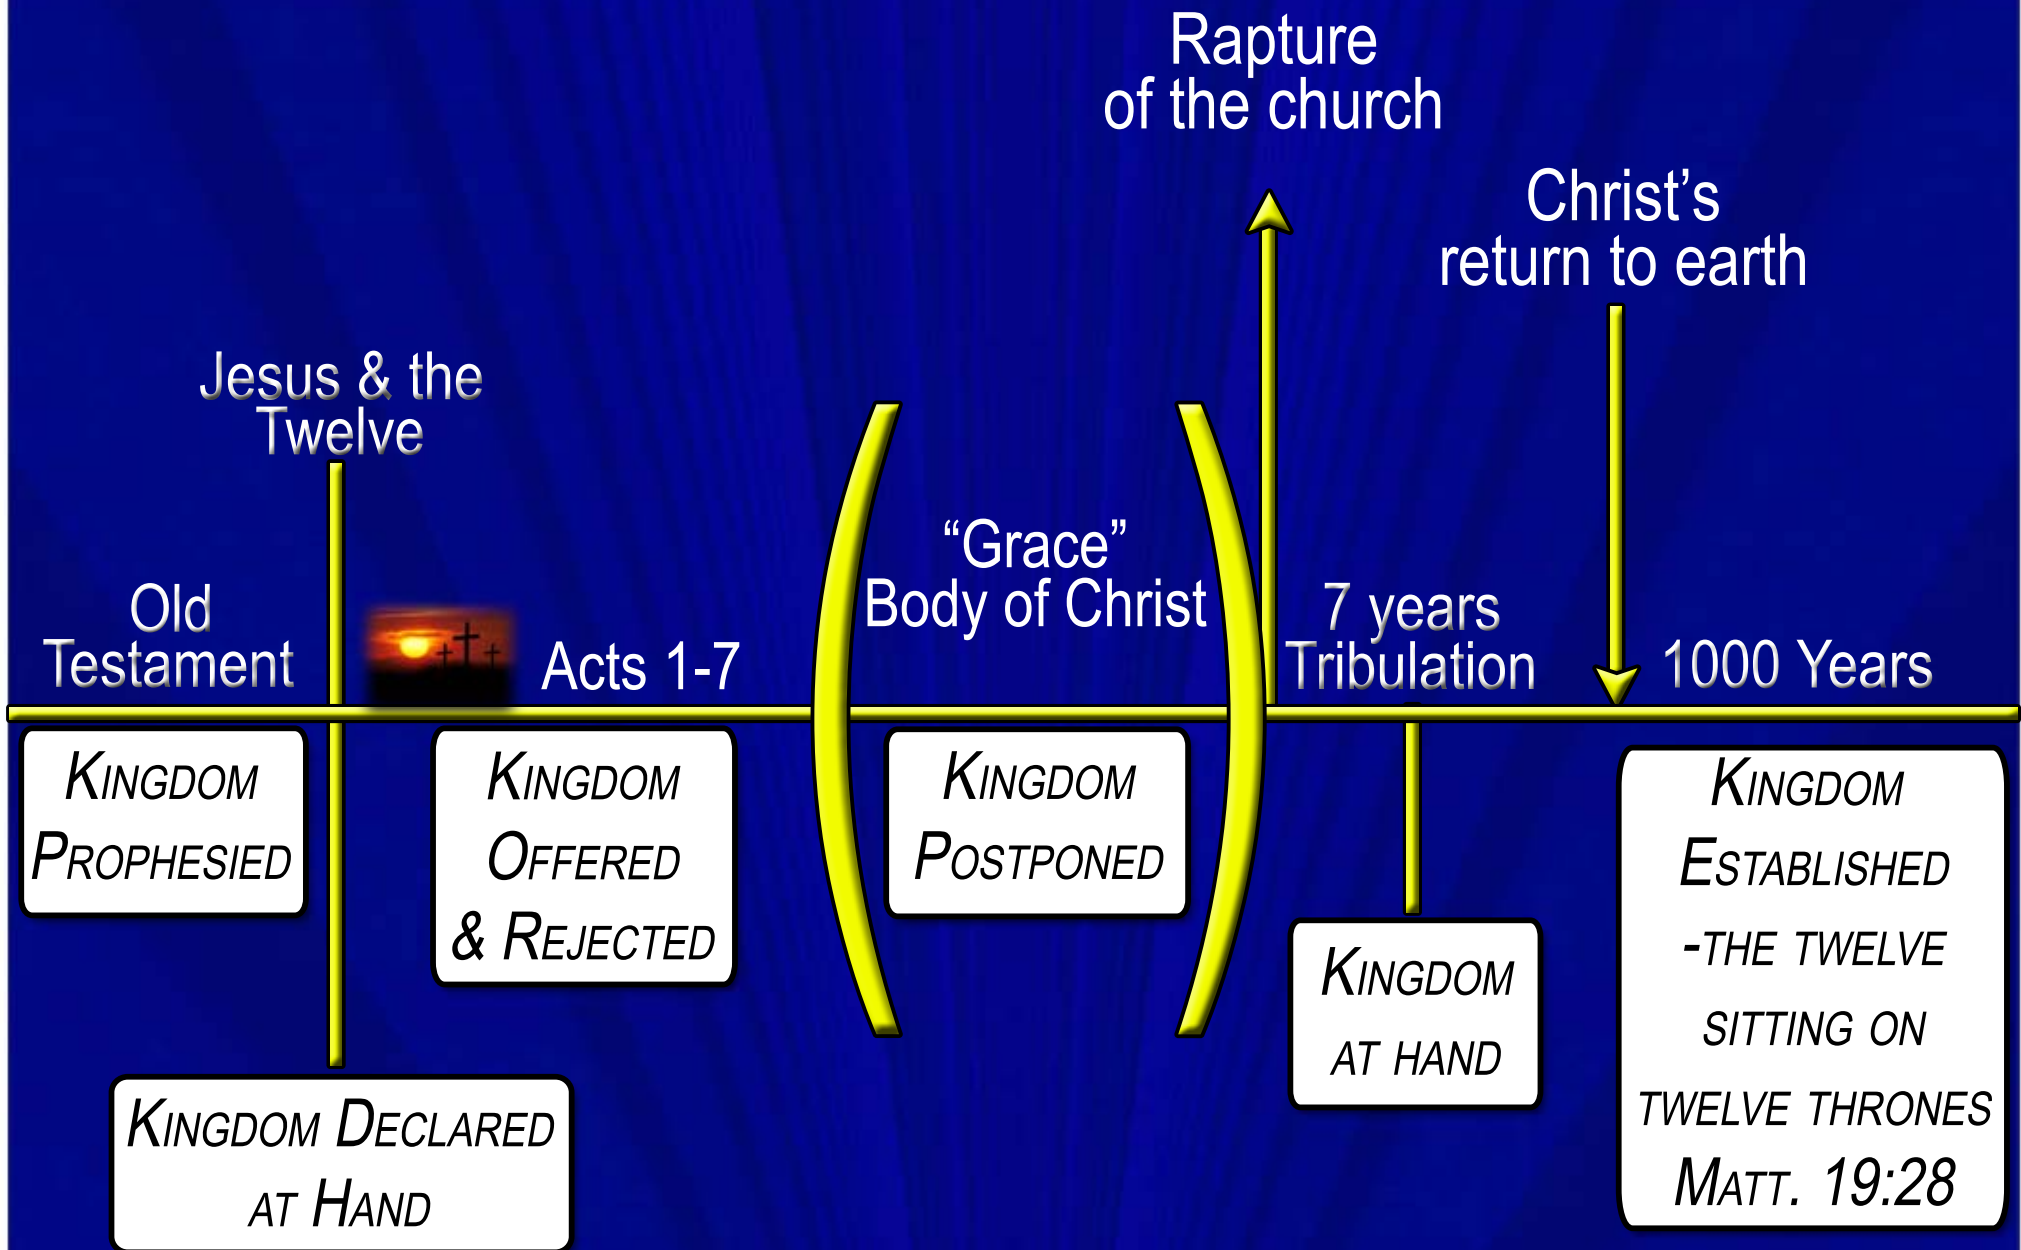 Rapture
of the church
Christ’s
return to earth
Jesus & the
Twelve
Old
Testament
Acts 1-7
“Grace”
Body of Christ
7 years
Tribulation
1000 Years
KINGDOM
PROPHESIED
KINGDOM
OFFERED
& REJECTED
KINGDOM
POSTPONED
KINGDOM
AT HAND
KINGDOM
ESTABLISHED
-THE TWELVE
SITTING ON
TWELVE THRONES
MATT. 19:28
KINGDOM DECLARED
AT HAND